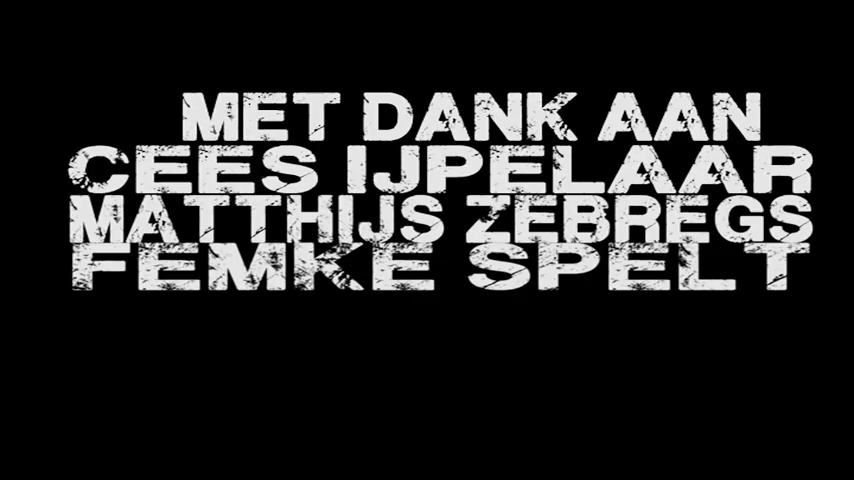 MET DANK AAN
CEES IJPELAAR
MATTHIJS ZEBREGS
FEMKE SPELT